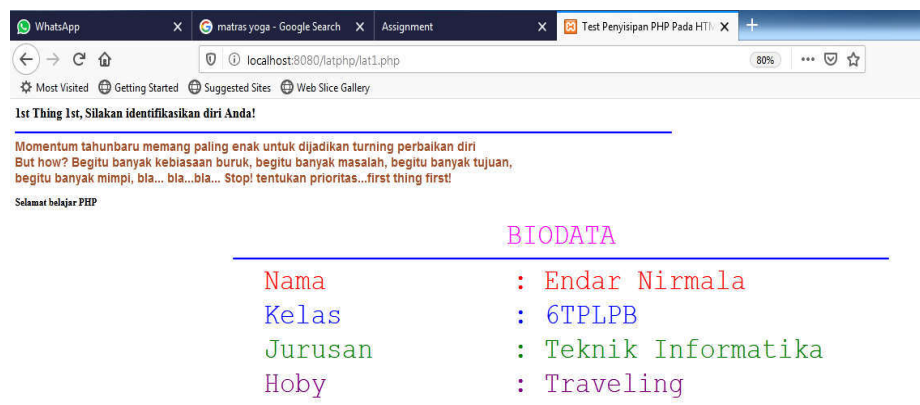 WhatsApp
matras yoga - Google Search
Assignment
Test Penyisipan PHP Pada HTM
localhost:8080/latphp/lat1.php
80%
Most Visited Getting Started Suggested Sites Web Slice Gallery
1st Thing 1st, Silakan identifikasikan diri Anda!
Momentum tahunbaru memang paling enak untuk dijadikan turning perbaikan diri
But how? Begitu banyak kebiasaan buruk, begitu banyak masalah, begitu banyak tujuan,
begitu banyak mimpi, bla... bla...bla... Stop! tentukan prioritas...first thing first!
Selamat belajar PHP
BIODATA
Nama : Endar Nirmala
Kelas : 6TPLPB
Jurusan : Teknik Informatika
Hoby : Traveling